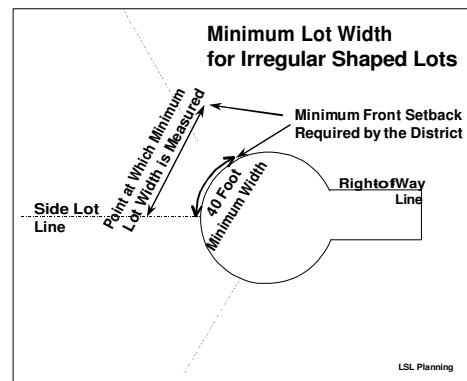 Minimum Lot Width
for Irregular Shaped Lots
Point at Which Minimum
Lot Width is Measured
Minimum Front Setback
Required by the District
40 Foot
Minimum Width
Right of Way
Line
Side Lot
Line
LSL Planning